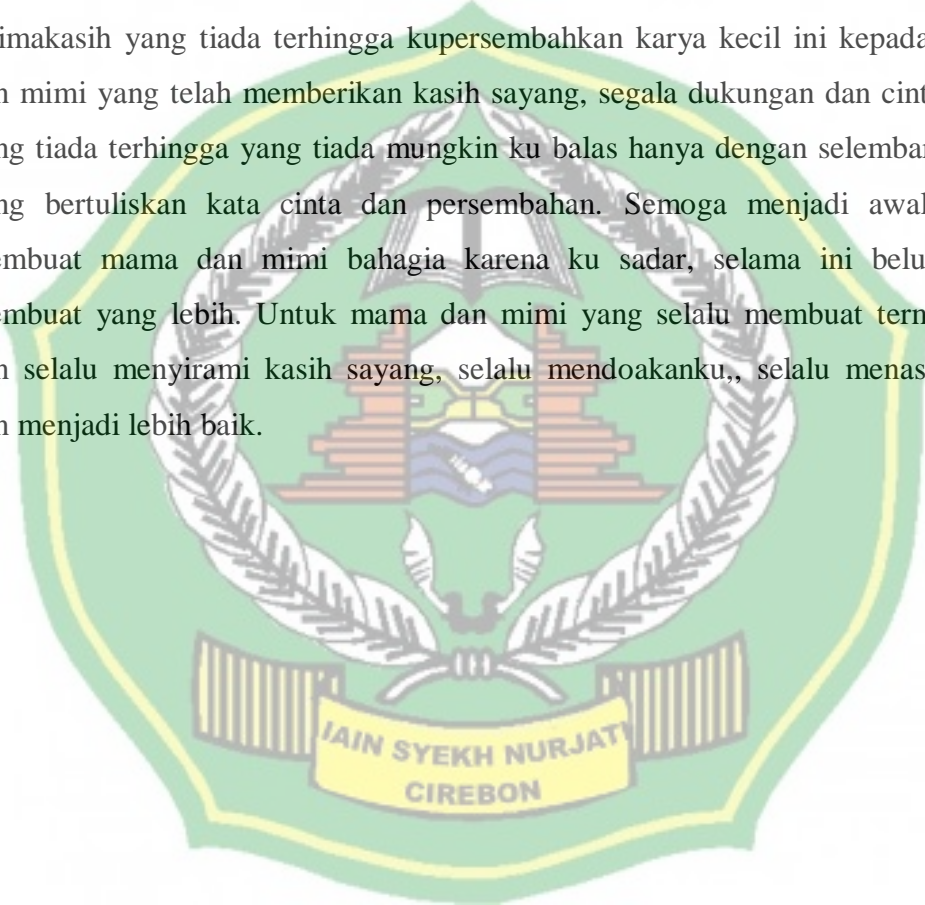 imakasih yang tiada terhingga kupersembahkan karya kecil ini kepada
n mimi yang telah memberikan kasih sayang, segala dukungan dan cint
ng tiada terhingga yang tiada mungkin ku balas hanya dengan selembar
ng bertuliskan kata cinta dan persembahan. Semoga menjadi awal
embuat mama dan mimi bahagia karena ku sadar, selama ini belu
embuat yang lebih. Untuk mama dan mimi yang selalu membuat term
n selalu menyirami kasih sayang, selalu mendoakanku,, selalu menas
n menjadi lebih baik.
IAIN SYEKH NURJATI
CIREBON